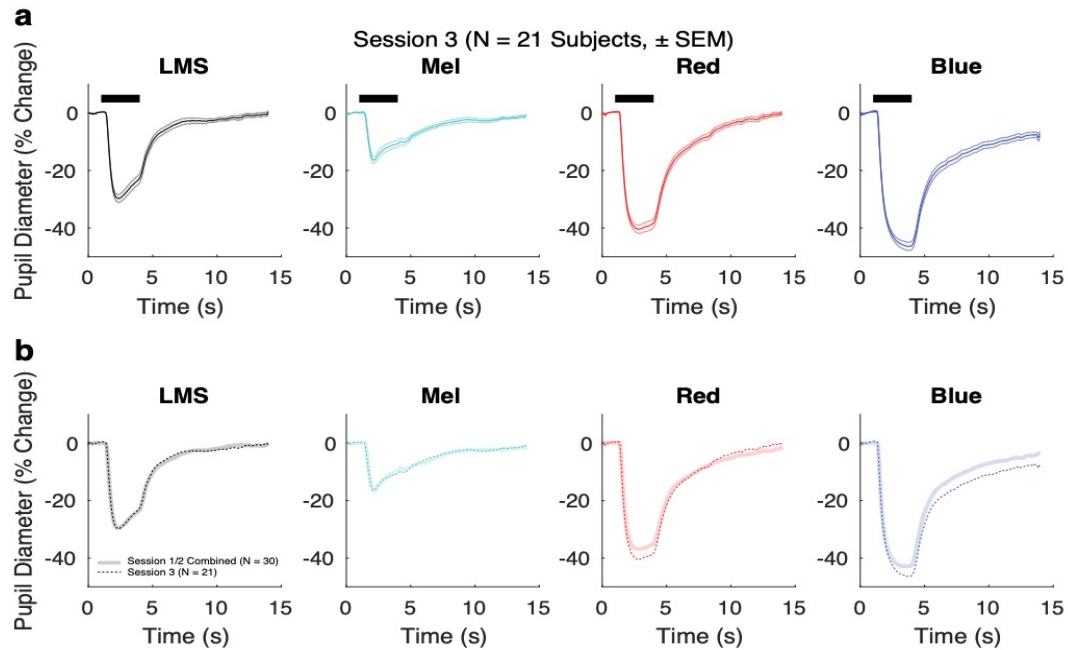 a
Session 3 (N = 21 Subjects, ± SEM)
LMS
Mel
Red
Blue
Pupil Diameter (% Change)
0
-20
-40
0
-20
-40
0
-20
-40
0
-20
-40
0 5 10 15
0 5 10 15
0 5 10 15
0 5 10 15
Time (s)
Time (s)
Time (s)
Time (s)
b
LMS
Mel
Red
Blue
Pupil Diameter (% Change)
0
-20
-40
0
-20
-40
0
-20
-40
0
-20
-40
Session 1/2 Combined (N = 30)
Session 3 (N = 21)
0 5 10 15
0 5 10 15
0 5 10 15
0 5 10 15
Time (s)
Time (s)
Time (s)
Time (s)